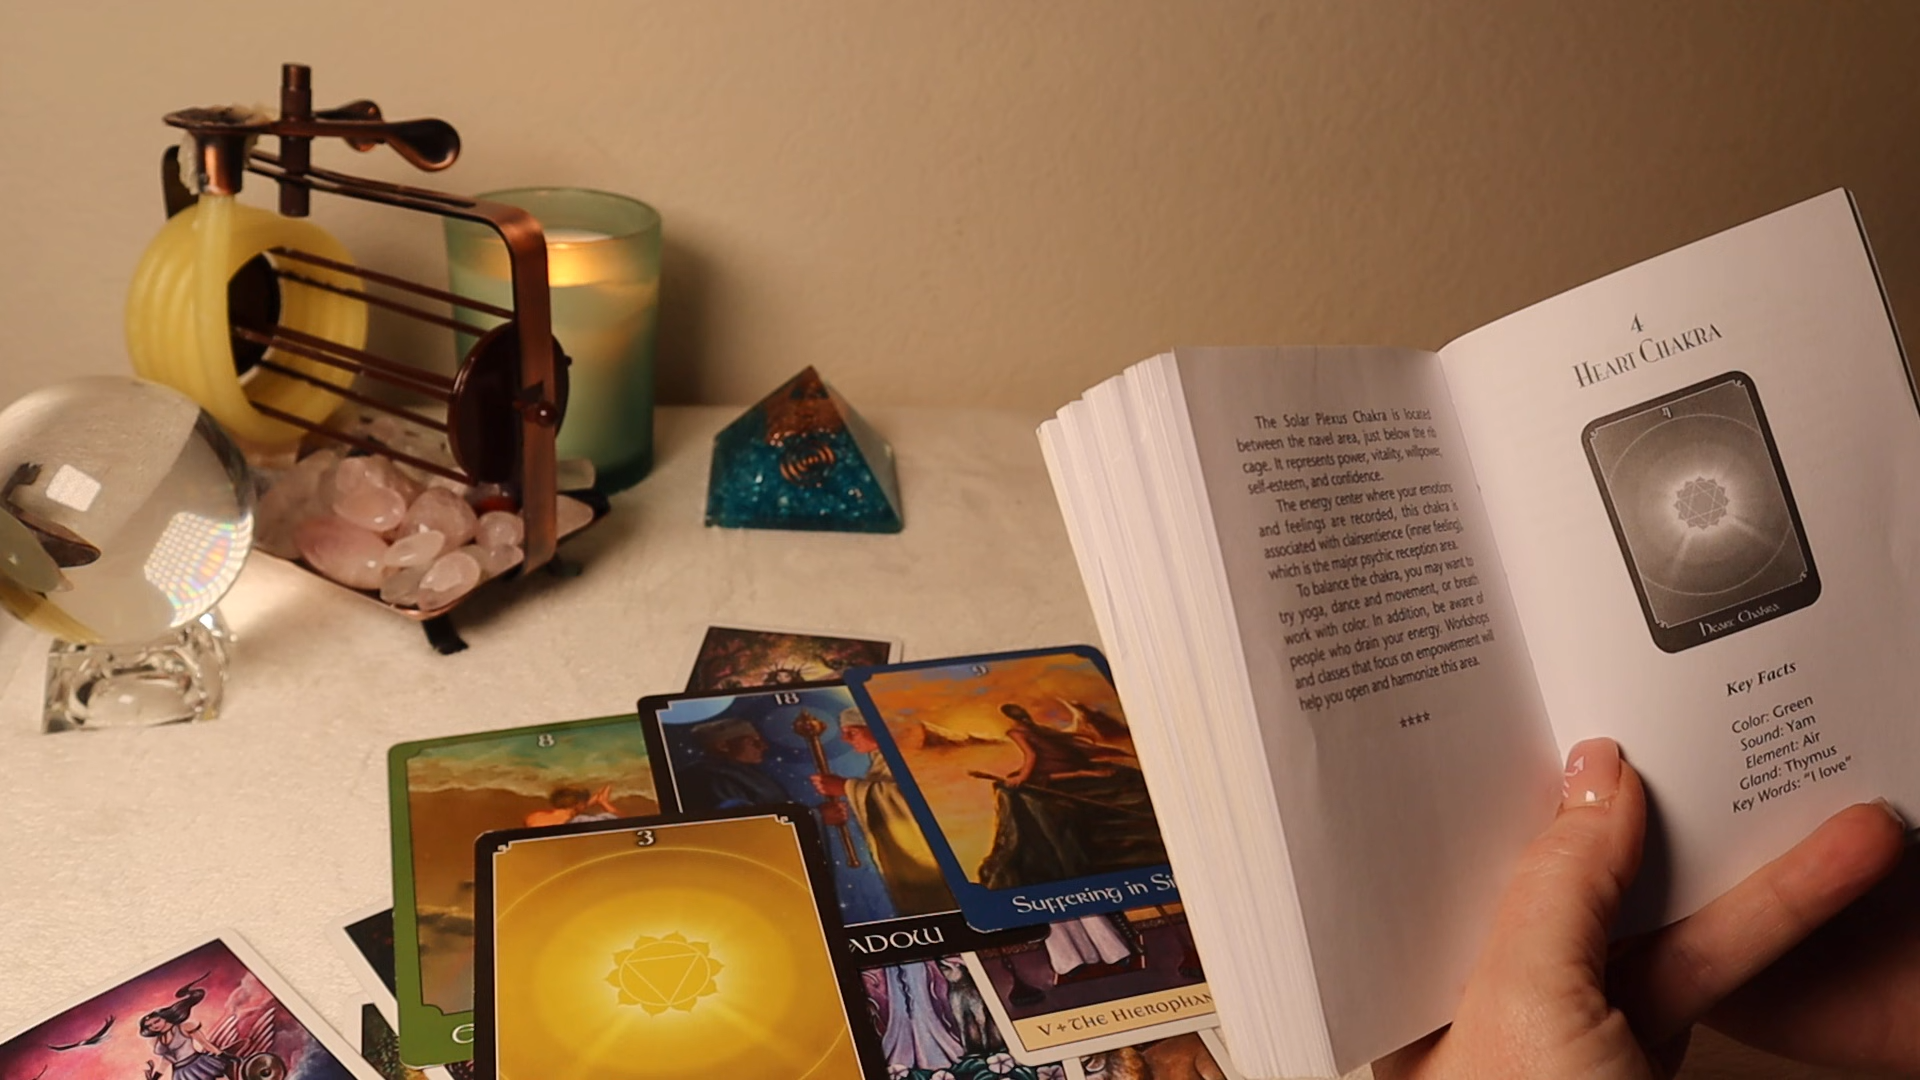 The Solar Plexus Chakra is located
between the navel area, just below the rib
cage. It represents power, vitality, willpower,
self-esteem, and confidence.
The energy center where your emotions
and feelings are recorded, this chakra is
associated with clairsentience (inner feeling),
which is the major psychic reception area.
To balance the chakra, you may want to
try yoga, dance and movement, or breath
work with color. In addition, be aware of
people who drain your energy. Workshops
and classes that focus on empowerment will
help you open and harmonize this area.
****
4
HEART CHAKRA
4
Heart Chakra
Key Facts
Color: Green
Sound: Yam
Element: Air
Gland: Thymus
Key Words: "I love"
8
18
9
Suffering in Si
ADOW
3
V + THE HIEROPHAN